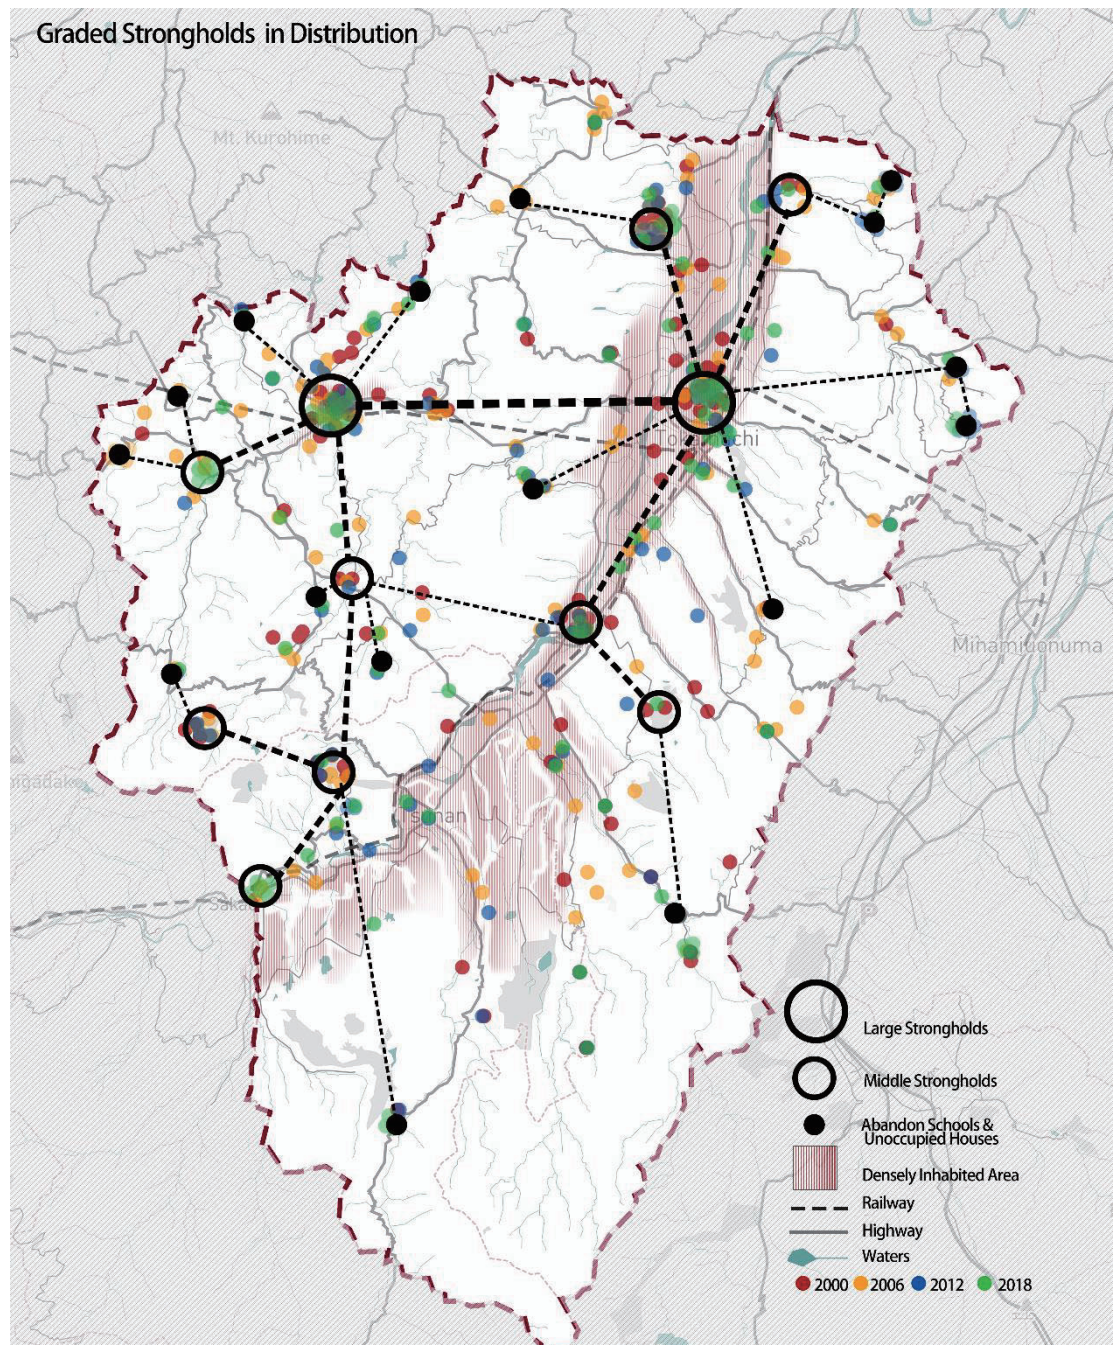 Graded Strongholds in Distribution
Mt. Kurohime
Minamiuonuma
Large Strongholds
Middle Strongholds
Abandon Schools &
Unoccupied Houses
Densely Inhabited Area
Railway
Highway
Waters
2000 2006 2012 2018